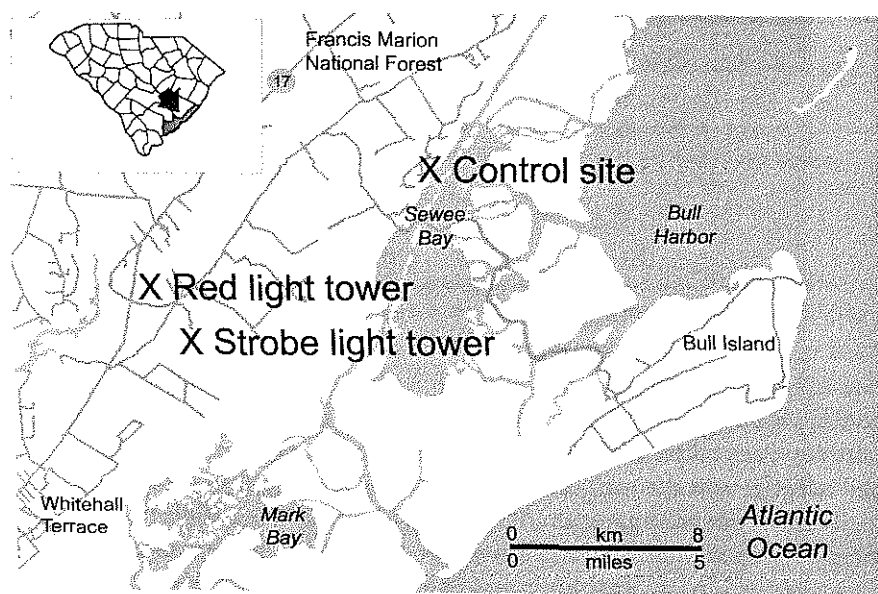 Francis Marion
National Forest
17
X Control site
Sewee
Bay
Bull
Harbor
X Red light tower
X Strobe light tower
Bull Island
Whitehall
Terrace
Mark
Bay
0 km 8
0 miles 5
Atlantic
Ocean